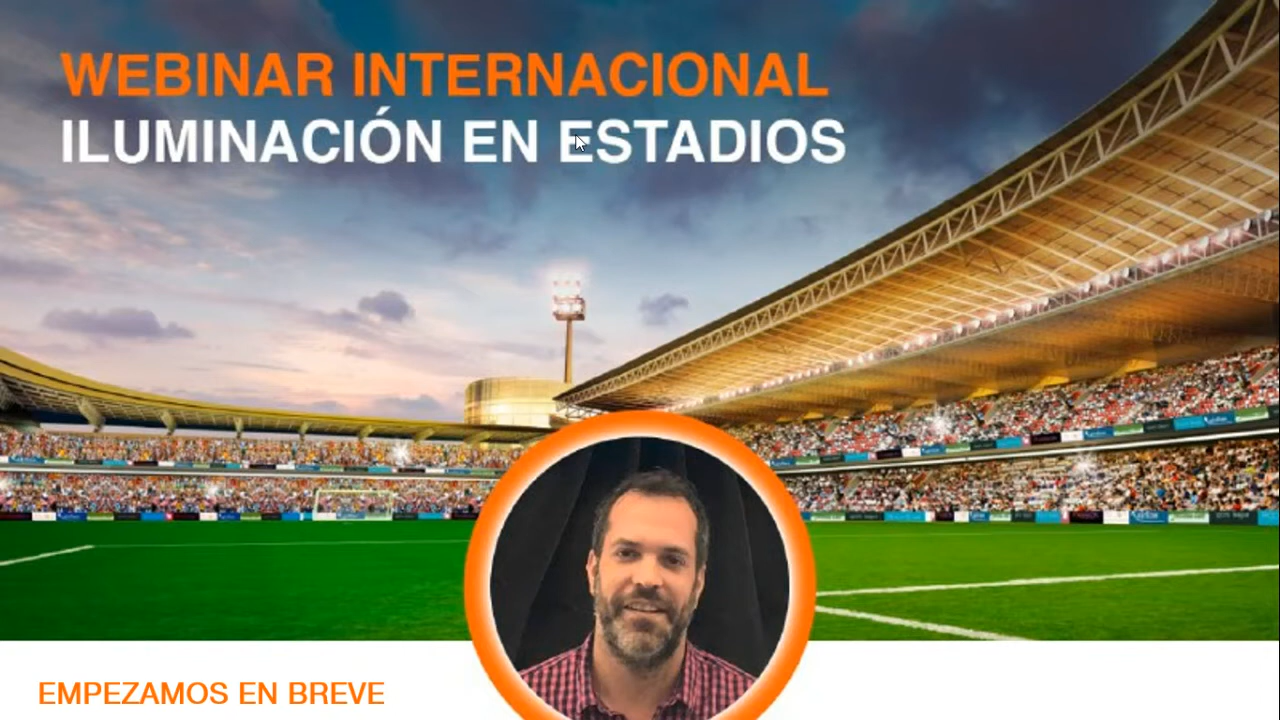 WEBINAR INTERNACIONAL
ILUMINACIÓN EN ESTADIOS
EMPEZAMOS EN BREVE